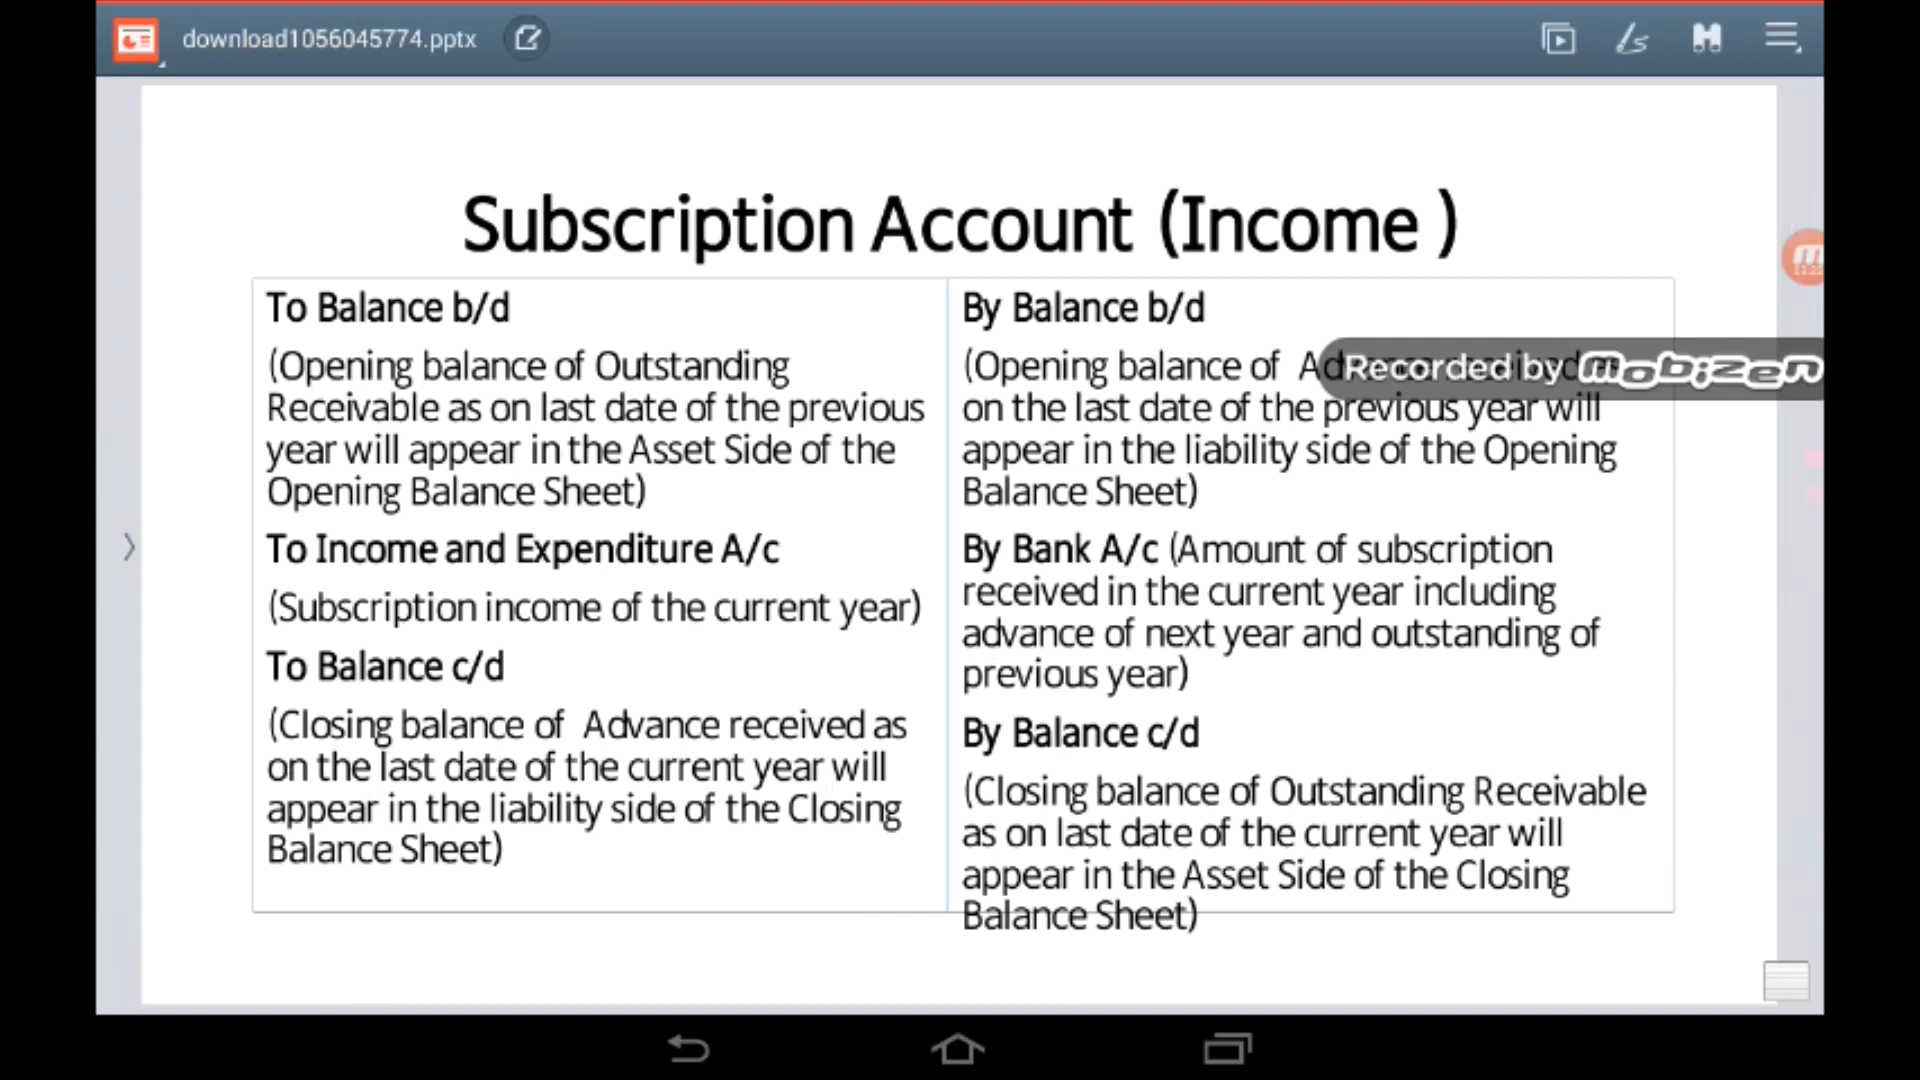 download1056045774.pptx
Subscription Account (Income )
To Balance b/d
(Opening balance of Outstanding
Receivable as on last date of the previous
year will appear in the Asset Side of the
Opening Balance Sheet)
To Income and Expenditure A/c
(Subscription income of the current year)
To Balance c/d
(Closing balance of Advance received as
on the last date of the current year will
appear in the liability side of the Closing
Balance Sheet)
By Balance b/d
(Opening balance of
Recorded by mobizen
on the last date of the previous year will
appear in the liability side of the Opening
Balance Sheet)
By Bank A/c (Amount of subscription
received in the current year including
advance of next year and outstanding of
previous year)
By Balance c/d
(Closing balance of Outstanding Receivable
as on last date of the current year will
appear in the Asset Side of the Closing
Balance Sheet)